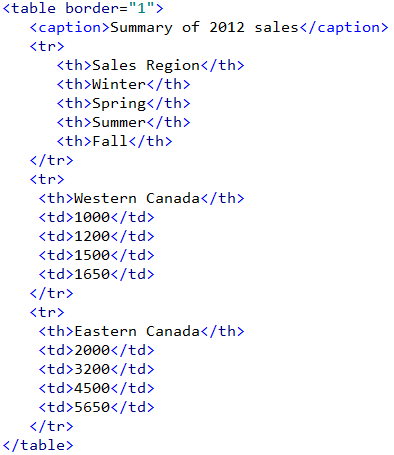 <table border="1">
<caption>Summary of 2012 sales</caption>
<tr>
<th>Sales Region</th>
<th>Winter</th>
<th>Spring</th>
<th>Summer</th>
<th>Fall</th>
</tr>
<tr>
<th>Western Canada</th>
<td>1000</td>
<td>1200</td>
<td>1500</td>
<td>1650</td>
</tr>
<tr>
<th>Eastern Canada</th>
<td>2000</td>
<td>3200</td>
<td>4500</td>
<td>5650</td>
</tr>
</table>